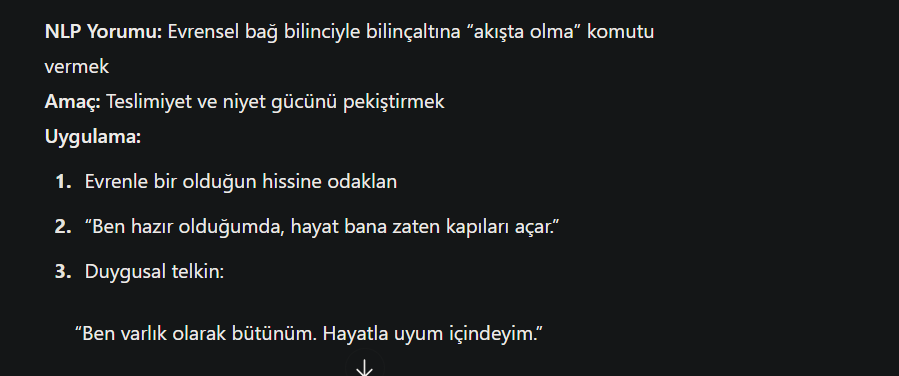 NLP Yorumu: Evrensel bağ bilinciyle bilinçaltına “akışta olma” komutu
vermek
Amaç: Teslimiyet ve niyet gücünü pekiştirmek
Uygulama:
1. Evrenle bir olduğun hissine odaklan
2. “Ben hazır olduğumda, hayat bana zaten kapıları açar.”
3. Duygusal telkin:
“Ben varlık olarak bütünüm. Hayatla uyum içindeyim.”